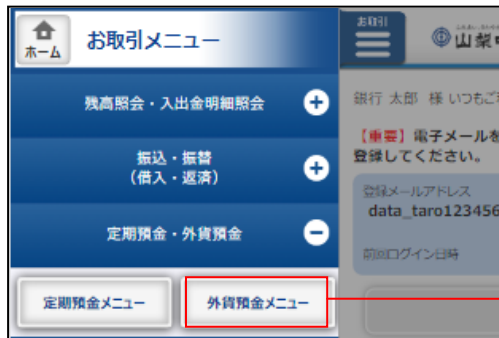 ホーム
お取引メニュー
残高照会・入出金明細照会
振込・振替
(借入・返済)
定期預金・外貨預金
定期預金メニュー
外貨預金メニュー
お取引
山梨中
銀行 太郎 様 いつもご
【重要】電子メールを
登録してください。
登録メールアドレス
data_taro123456
前回ログイン日時